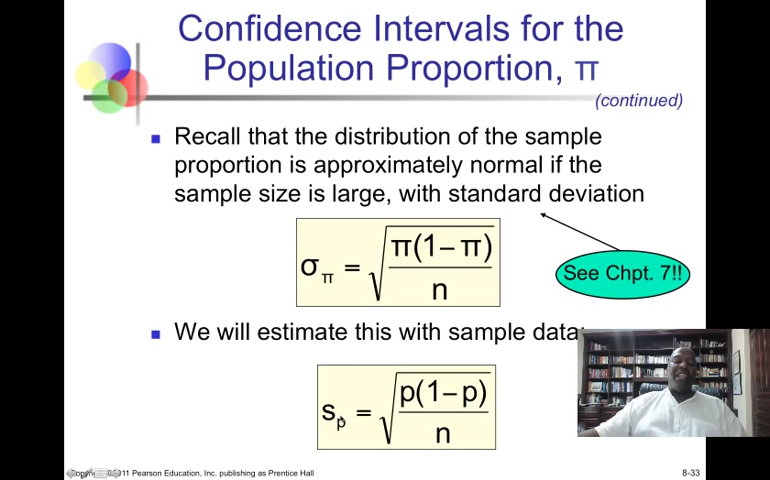 Confidence Intervals for the
Population Proportion, π
(continued)
Recall that the distribution of the sample
proportion is approximately normal if the
sample size is large, with standard deviation
σπ = √(π(1−π)/n)
See Chpt. 7!!
We will estimate this with sample data:
sp = √(p(1−p)/n)
2011 Pearson Education, Inc. publishing as Prentice Hall
8-33